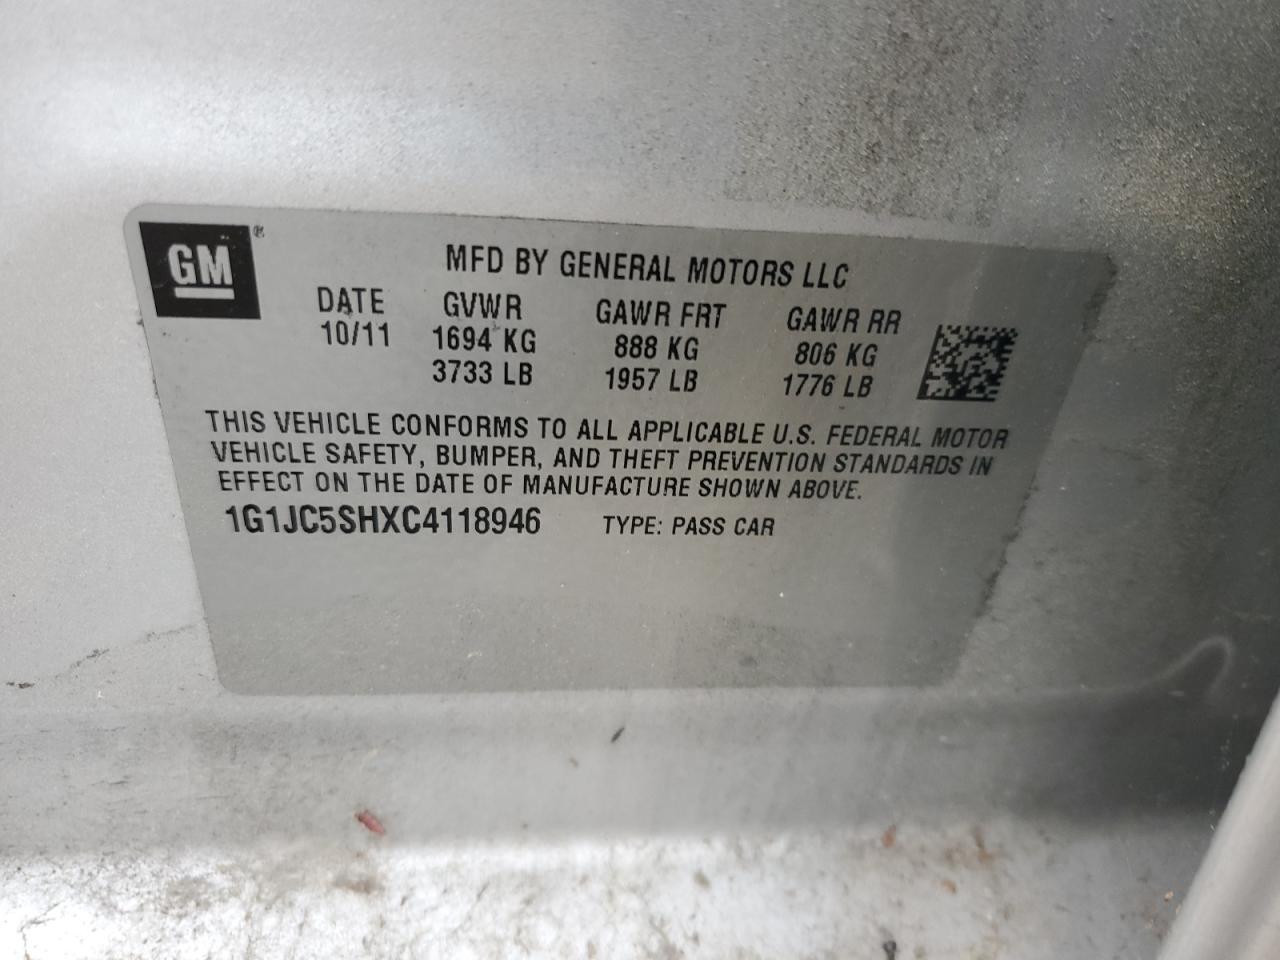 GM®
MFD BY GENERAL MOTORS LLC
DATE GVWR GAWR FRT GAWR RR
10/11 1694 KG 888 KG 806 KG
3733 LB 1957 LB 1776 LB
THIS VEHICLE CONFORMS TO ALL APPLICABLE U.S. FEDERAL MOTOR
VEHICLE SAFETY, BUMPER, AND THEFT PREVENTION STANDARDS IN
EFFECT ON THE DATE OF MANUFACTURE SHOWN ABOVE.
1G1JC5SHXC4118946 TYPE: PASS CAR